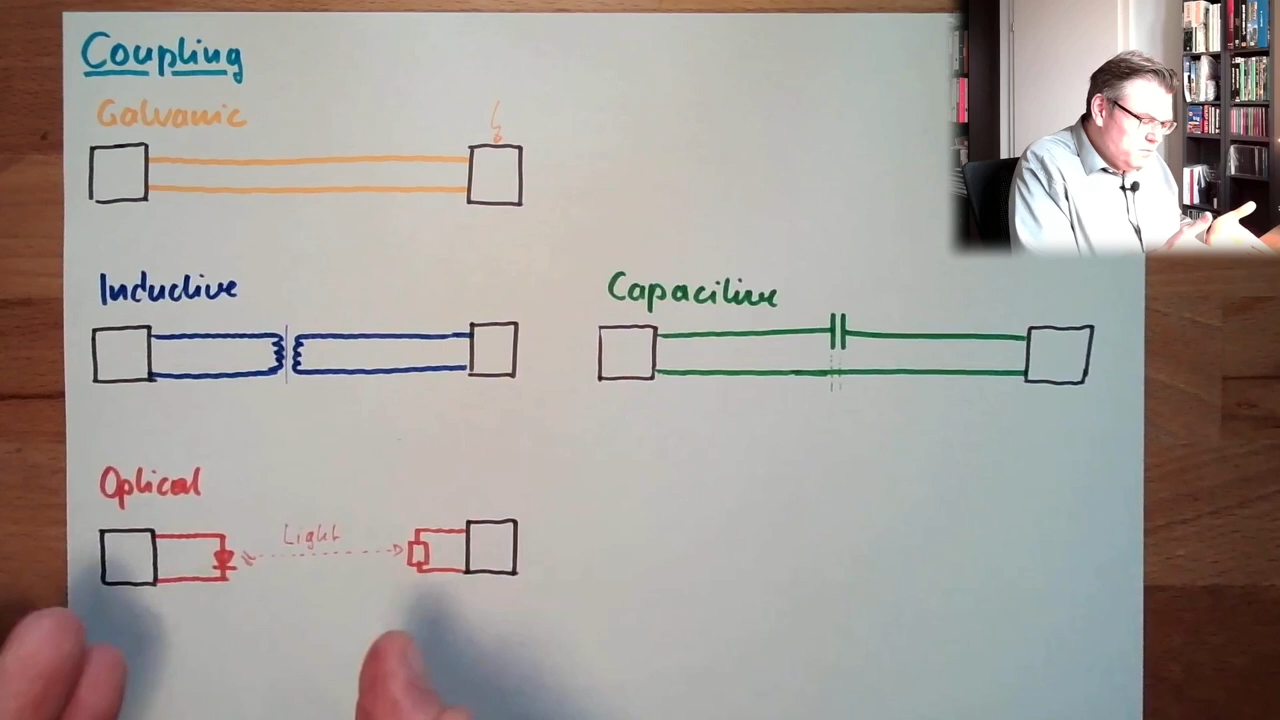 Coupling
Galvanic
Inductive
Capacitive
Optical
Light